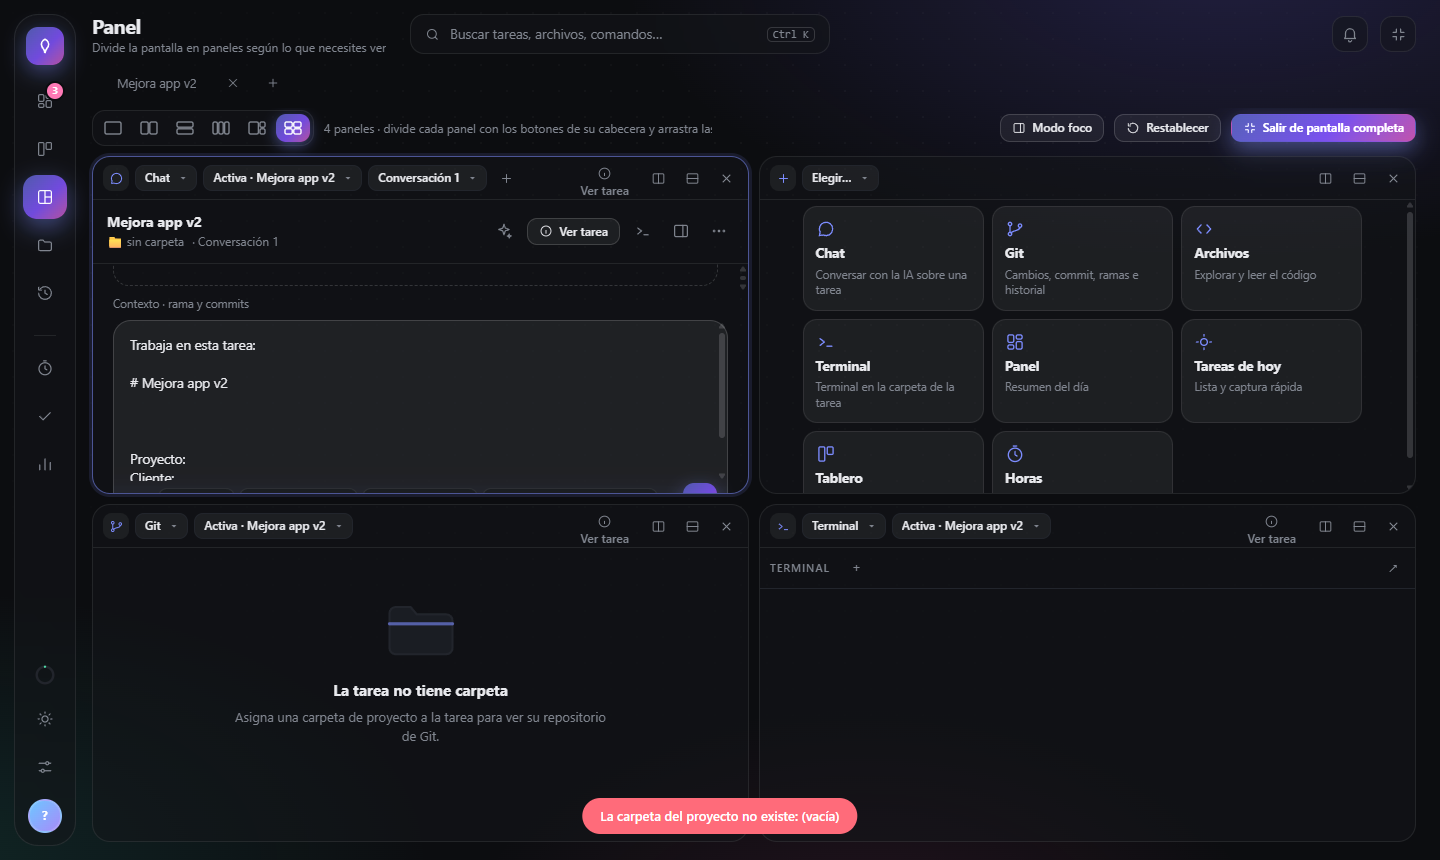 Panel
Divide la pantalla en paneles según lo que necesites ver
Buscar tareas, archivos, comandos...
Ctrl K
3
Mejora app v2
4 paneles · divide cada panel con los botones de su cabecera y arrastra
Modo foco
Restablecer
Salir de pantalla completa
Chat
Activa · Mejora app v2
Conversación 1
Ver tarea
Mejora app v2
sin carpeta · Conversación 1
Ver tarea
Contexto · rama y commits
Trabaja en esta tarea:
# Mejora app v2
Proyecto:
Cliente:
Elegir...
Chat
Conversar con la IA sobre una
tarea
Git
Cambios, commit, ramas e
historial
Archivos
Explorar y leer el código
Terminal
Terminal en la carpeta de la
tarea
Panel
Resumen del día
Tareas de hoy
Lista y captura rápida
Tablero
Horas
Git
Activa · Mejora app v2
Ver tarea
La tarea no tiene carpeta
Asigna una carpeta de proyecto a la tarea para ver su repositorio
de Git.
Terminal
Activa · Mejora app v2
Ver tarea
TERMINAL +
La carpeta del proyecto no existe: (vacía)
?